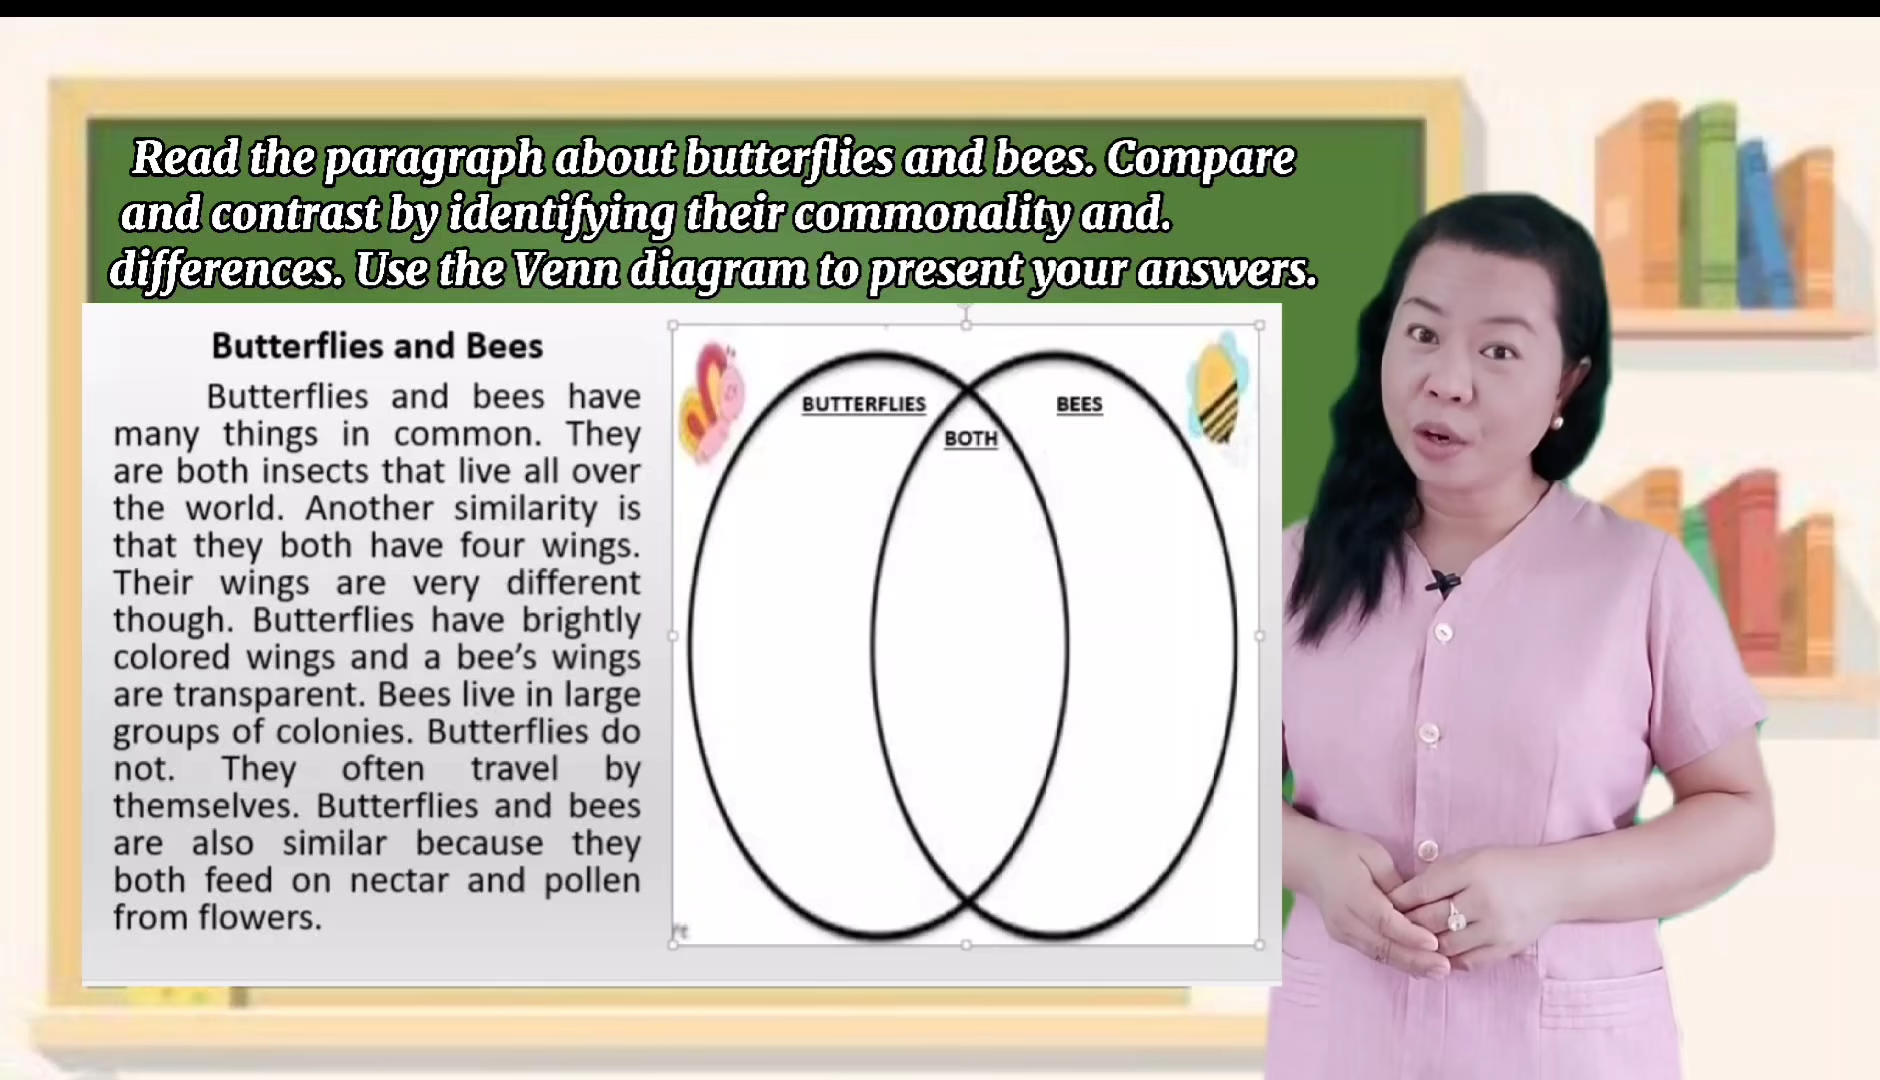 Read the paragraph about butterflies and bees. Compare
and contrast by identifying their commonality and.
differences. Use the Venn diagram to present your answers.
Butterflies and Bees
Butterflies and bees have
many things in common. They
are both insects that live all over
the world. Another similarity is
that they both have four wings.
Their wings are very different
though. Butterflies have brightly
colored wings and a bee's wings
are transparent. Bees live in large
groups of colonies. Butterflies do
not. They often travel by
themselves. Butterflies and bees
are also similar because they
both feed on nectar and pollen
from flowers.
BUTTERFLIES
BEES
BOTH